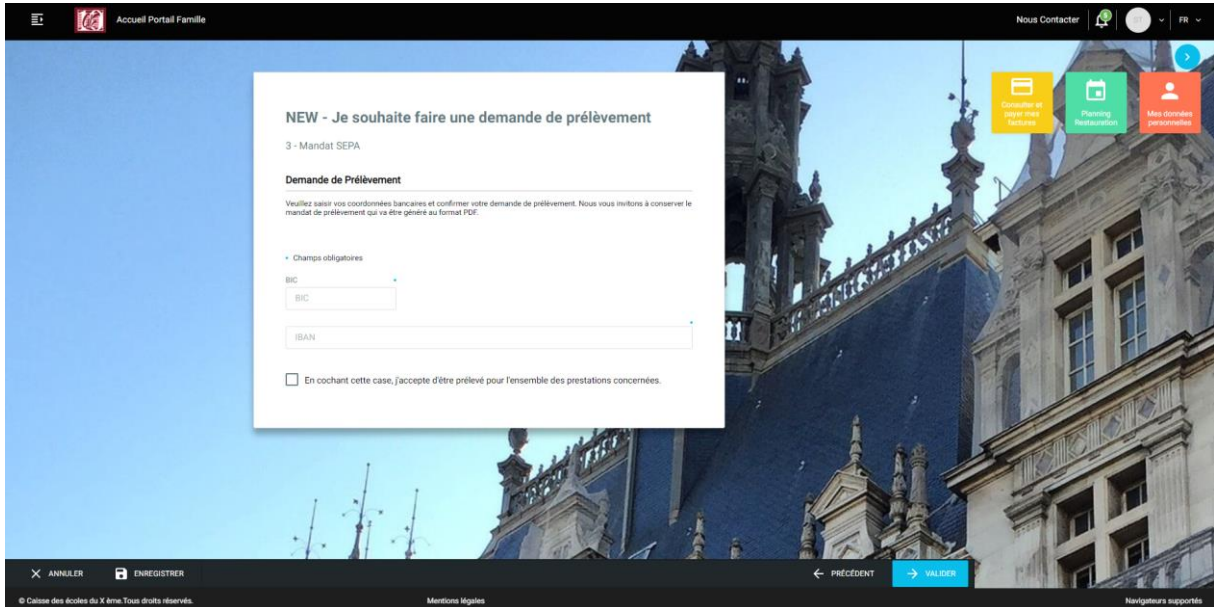 Accueil Portail Famille
Nous Contacter
FR
Consulter et
payer mes
factures
Planning
Restauration
Mes données
personnelles
NEW - Je souhaite faire une demande de prélèvement
3 - Mandat SEPA
Demande de Prélèvement
Veuillez saisir vos coordonnées bancaires et confirmer votre demande de prélèvement. Nous vous invitons à conserver le
mandat de prélèvement qui va être généré au format PDF.
• Champs obligatoires
BIC
BIC
IBAN
En cochant cette case, j'accepte d'être prélevé pour l'ensemble des prestations concernées.
ANNULER
ENREGISTRER
PRÉCÉDENT
VALIDER
© Caisse des écoles du X ème.Tous droits réservés.
Mentions légales
Navigateurs supportés